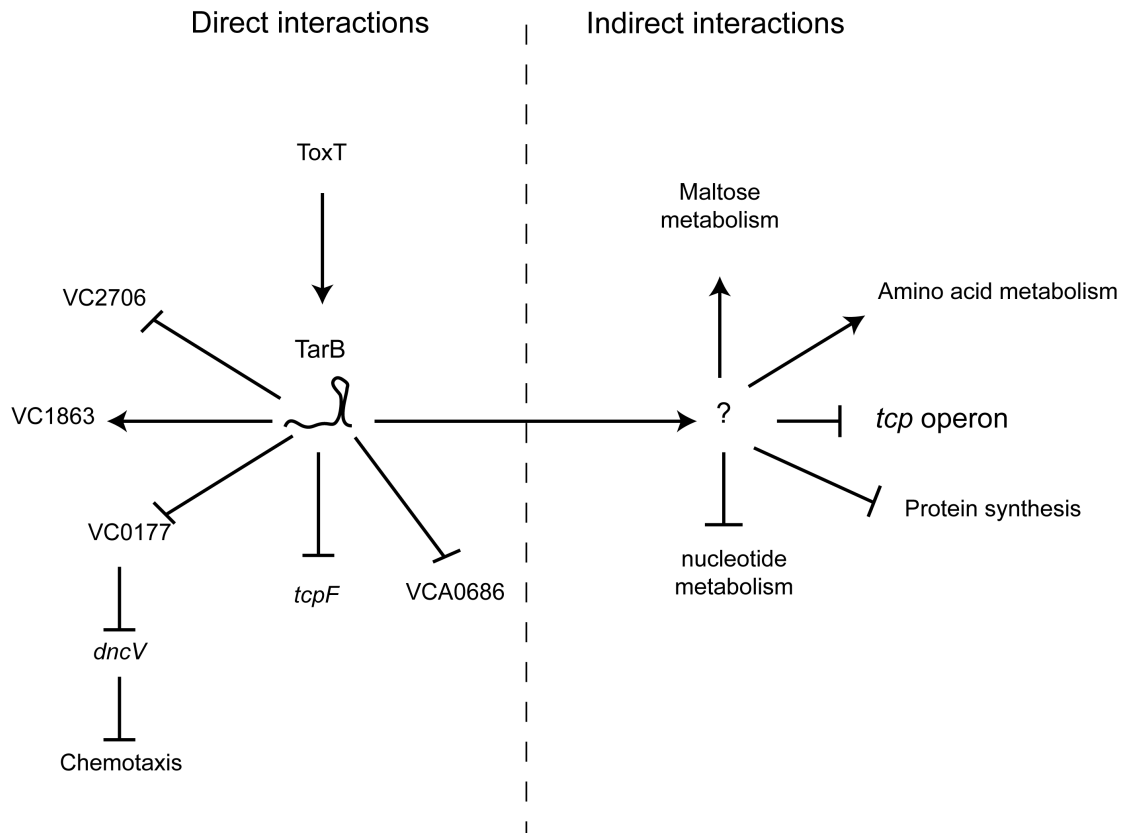 Direct interactions
Indirect interactions
ToxT
Maltose
metabolism
VC2706
Amino acid metabolism
TarB
VC1863
?
tcp operon
VC0177
Protein synthesis
nucleotide
metabolism
tcpF
VCA0686
dncV
Chemotaxis